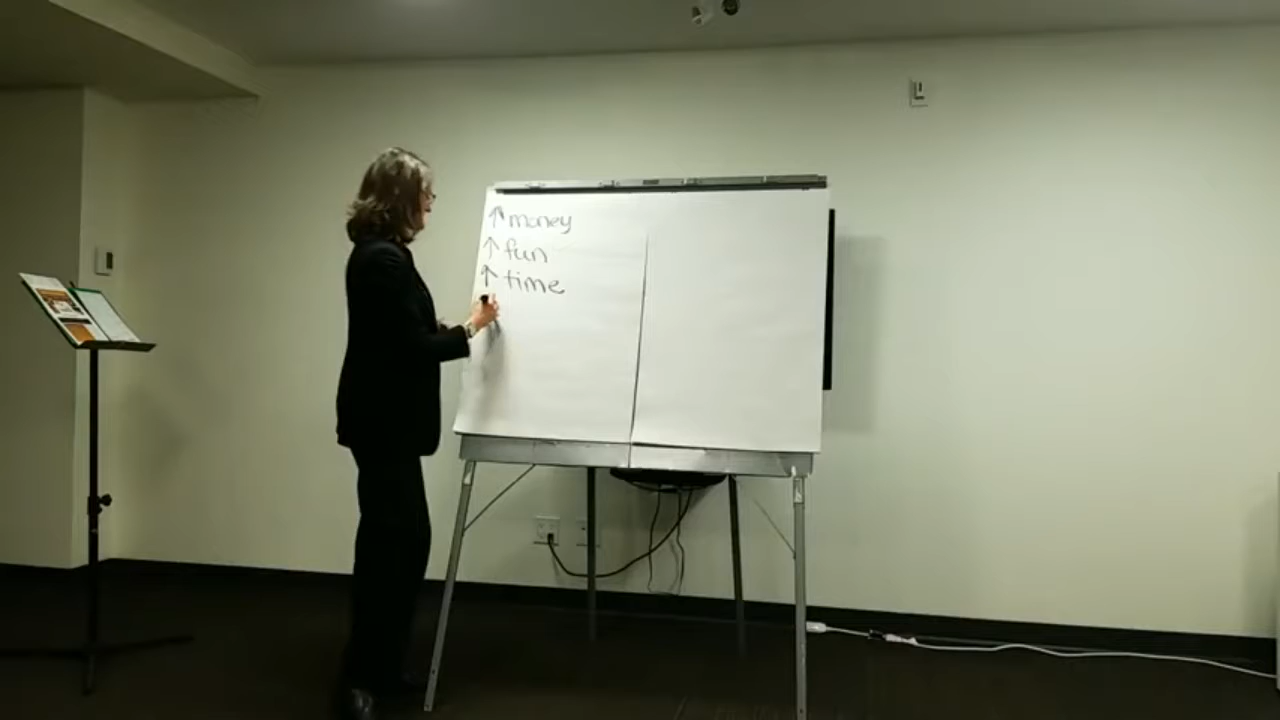 ↑ money
↑ fun
↑ time